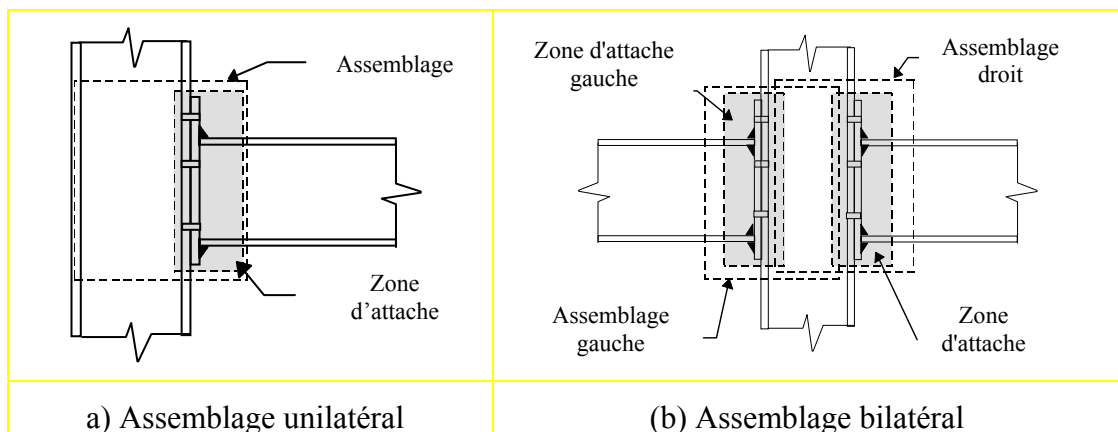 Assemblage
Zone
d’attache
a) Assemblage unilatéral
Zone d'attache
gauche
Assemblage
droit
Assemblage
gauche
Zone
d'attache
(b) Assemblage bilatéral